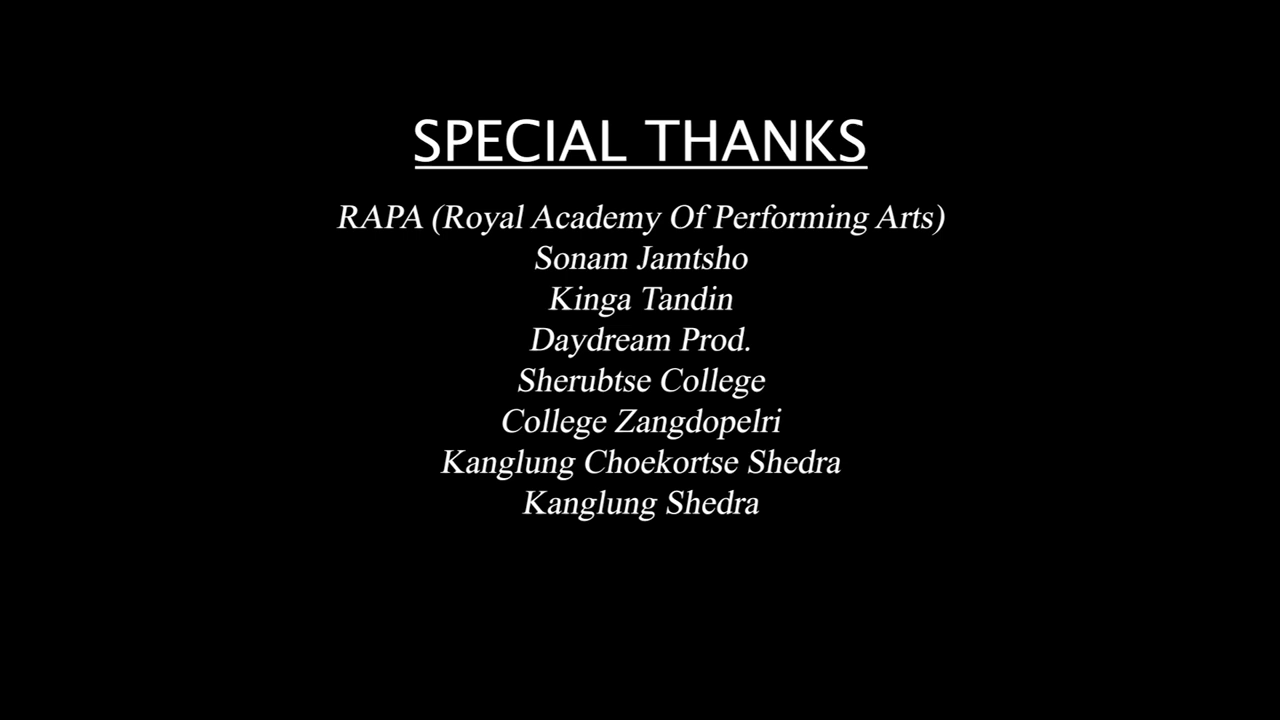 SPECIAL THANKS
RAPA (Royal Academy Of Performing Arts)
Sonam Jamtsho
Kinga Tandin
Daydream Prod.
Sherubtse College
College Zangdopelri
Kanglung Choekortse Shedra
Kanglung Shedra